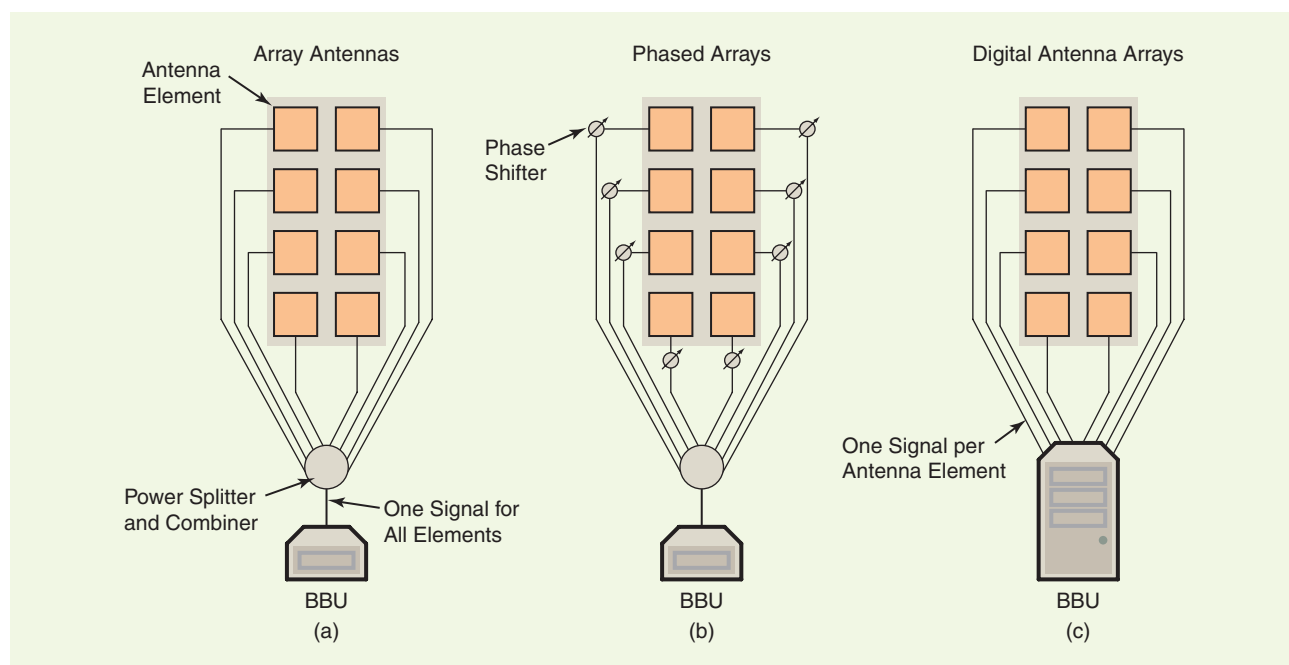 Array Antennas
Antenna
Element
Power Splitter
and Combiner
One Signal for
All Elements
BBU
(a)
Phased Arrays
Phase
Shifter
BBU
(b)
Digital Antenna Arrays
One Signal per
Antenna Element
BBU
(c)